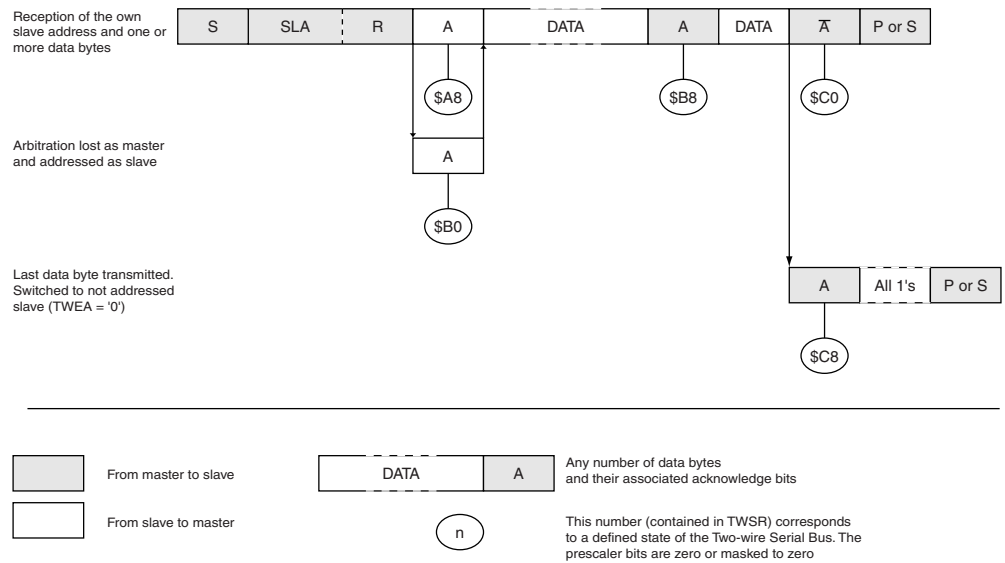 Reception of the own
slave address and one or
more data bytes
S SLA R A DATA A DATA A̅ P or S
$A8 $B8 $C0
Arbitration lost as master
and addressed as slave
A
$B0
Last data byte transmitted.
Switched to not addressed
slave (TWEA = '0')
A All 1's P or S
$C8
From master to slave
DATA A
Any number of data bytes
and their associated acknowledge bits
From slave to master
n
This number (contained in TWSR) corresponds
to a defined state of the Two-wire Serial Bus. The
prescaler bits are zero or masked to zero